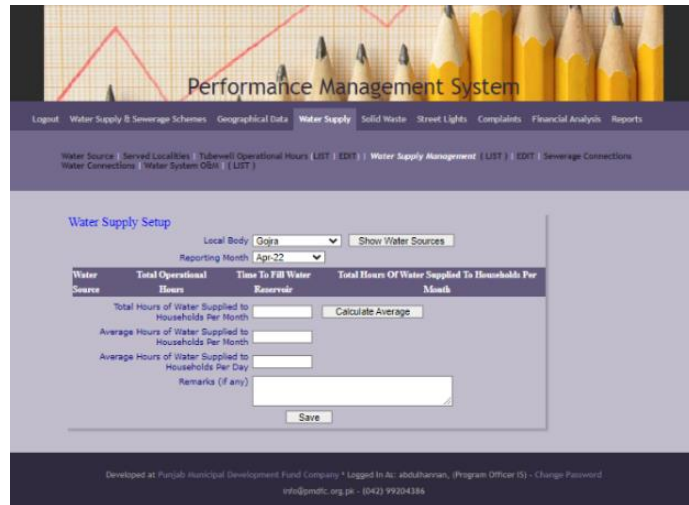 Performance Management System
Logout Water Supply & Sewerage Schemes Geographical Data Water Supply Solid Waste Street Lights Complaints Financial Analysis Reports
Water Source | Served Localities | Tubewell Operational Hours (LIST | EDIT) | Water Supply Management ( LIST ) | EDIT | Sewerage Connections
Water Connections | Water System O&M | ( LIST )
Water Supply Setup
Local Body Gojra Show Water Sources
Reporting Month Apr-22
Water Source Total Operational Hours Time To Fill Water Reservoir Total Hours Of Water Supplied To Households Per Month
Total Hours of Water Supplied to Households Per Month Calculate Average
Average Hours of Water Supplied to Households Per Month
Average Hours of Water Supplied to Households Per Day
Remarks (if any)
Save
Developed at Punjab Municipal Development Fund Company * Logged In As: abdulhannan, (Program Officer IS) - Change Password
info@pmdfc.org.pk - (042) 99204386